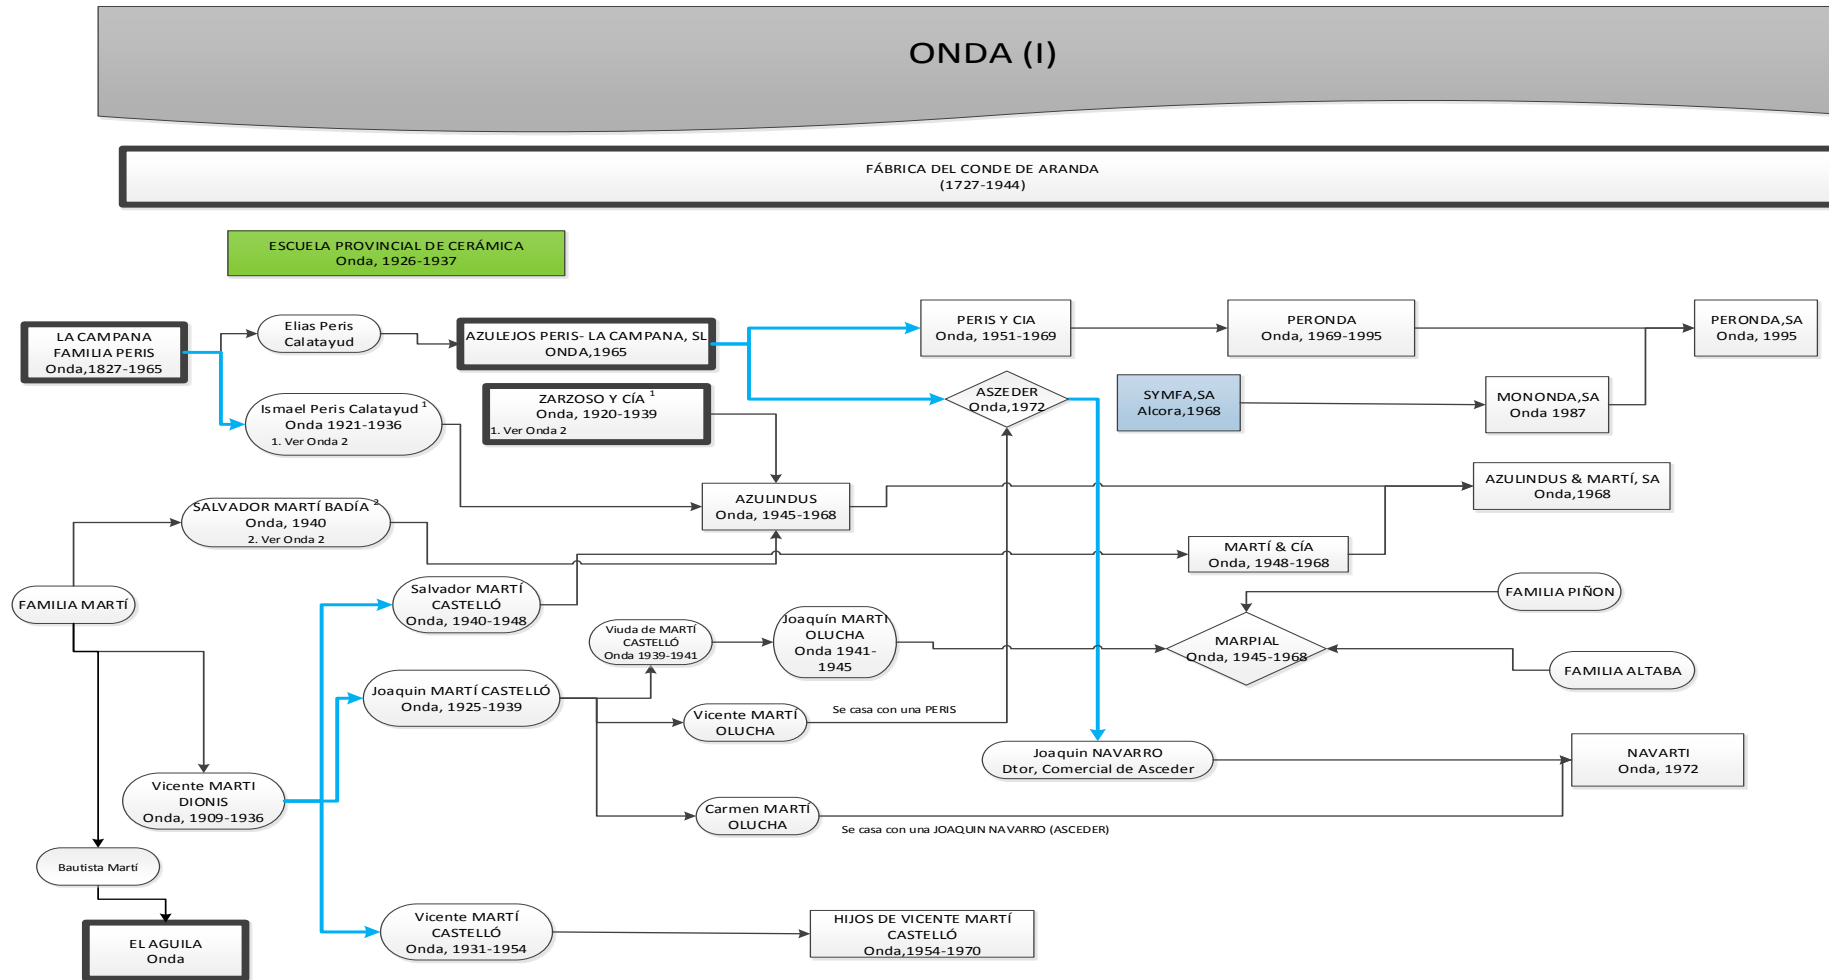 ONDA (I)
FÁBRICA DEL CONDE DE ARANDA
(1727-1944)
ESCUELA PROVINCIAL DE CERÁMICA
Onda, 1926-1937
LA CAMPANA
FAMILIA PERIS
Onda,1827-1965
Elias Peris
Calatayud
AZULEJOS PERIS- LA CAMPANA, SL
ONDA,1965
PERIS Y CIA
Onda, 1951-1969
PERONDA
Onda, 1969-1995
PERONDA,SA
Onda, 1995
Ismael Peris Calatayud 1
Onda 1921-1936
1. Ver Onda 2
ZARZOSO Y CÍA 1
Onda, 1920-1939
1. Ver Onda 2
ASZEDER
Onda,1972
SYMFA,SA
Alcora,1968
MONONDA,SA
Onda 1987
SALVADOR MARTÍ BADÍA 2
Onda, 1940
2. Ver Onda 2
AZULINDUS
Onda, 1945-1968
AZULINDUS & MARTÍ, SA
Onda,1968
MARTÍ & CÍA
Onda, 1948-1968
FAMILIA MARTÍ
Salvador MARTÍ
CASTELLÓ
Onda, 1940-1948
FAMILIA PIÑON
Viuda de MARTÍ
CASTELLÓ
Onda 1939-1941
Joaquín MARTI
OLUCHA
Onda 1941-
1945
MARPIAL
Onda, 1945-1968
FAMILIA ALTABA
Joaquin MARTÍ CASTELLÓ
Onda, 1925-1939
Vicente MARTÍ
OLUCHA
Se casa con una PERIS
Joaquin NAVARRO
Dtor, Comercial de Asceder
NAVARTI
Onda, 1972
Vicente MARTI
DIONIS
Onda, 1909-1936
Carmen MARTÍ
OLUCHA
Se casa con una JOAQUIN NAVARRO (ASCEDER)
Bautista Martí
EL AGUILA
Onda
Vicente MARTÍ
CASTELLÓ
Onda, 1931-1954
HIJOS DE VICENTE MARTÍ
CASTELLÓ
Onda,1954-1970